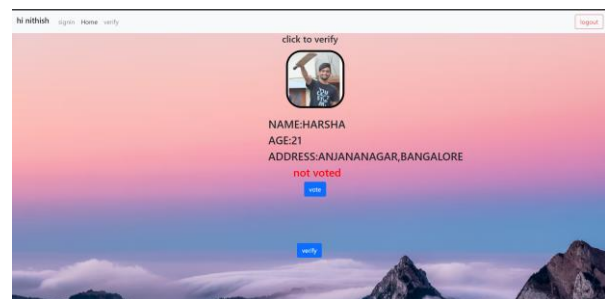 hi nithish signin Home verify logout
click to verify
NAME:HARSHA
AGE:21
ADDRESS:ANJANANAGAR,BANGALORE
not voted
vote
verify